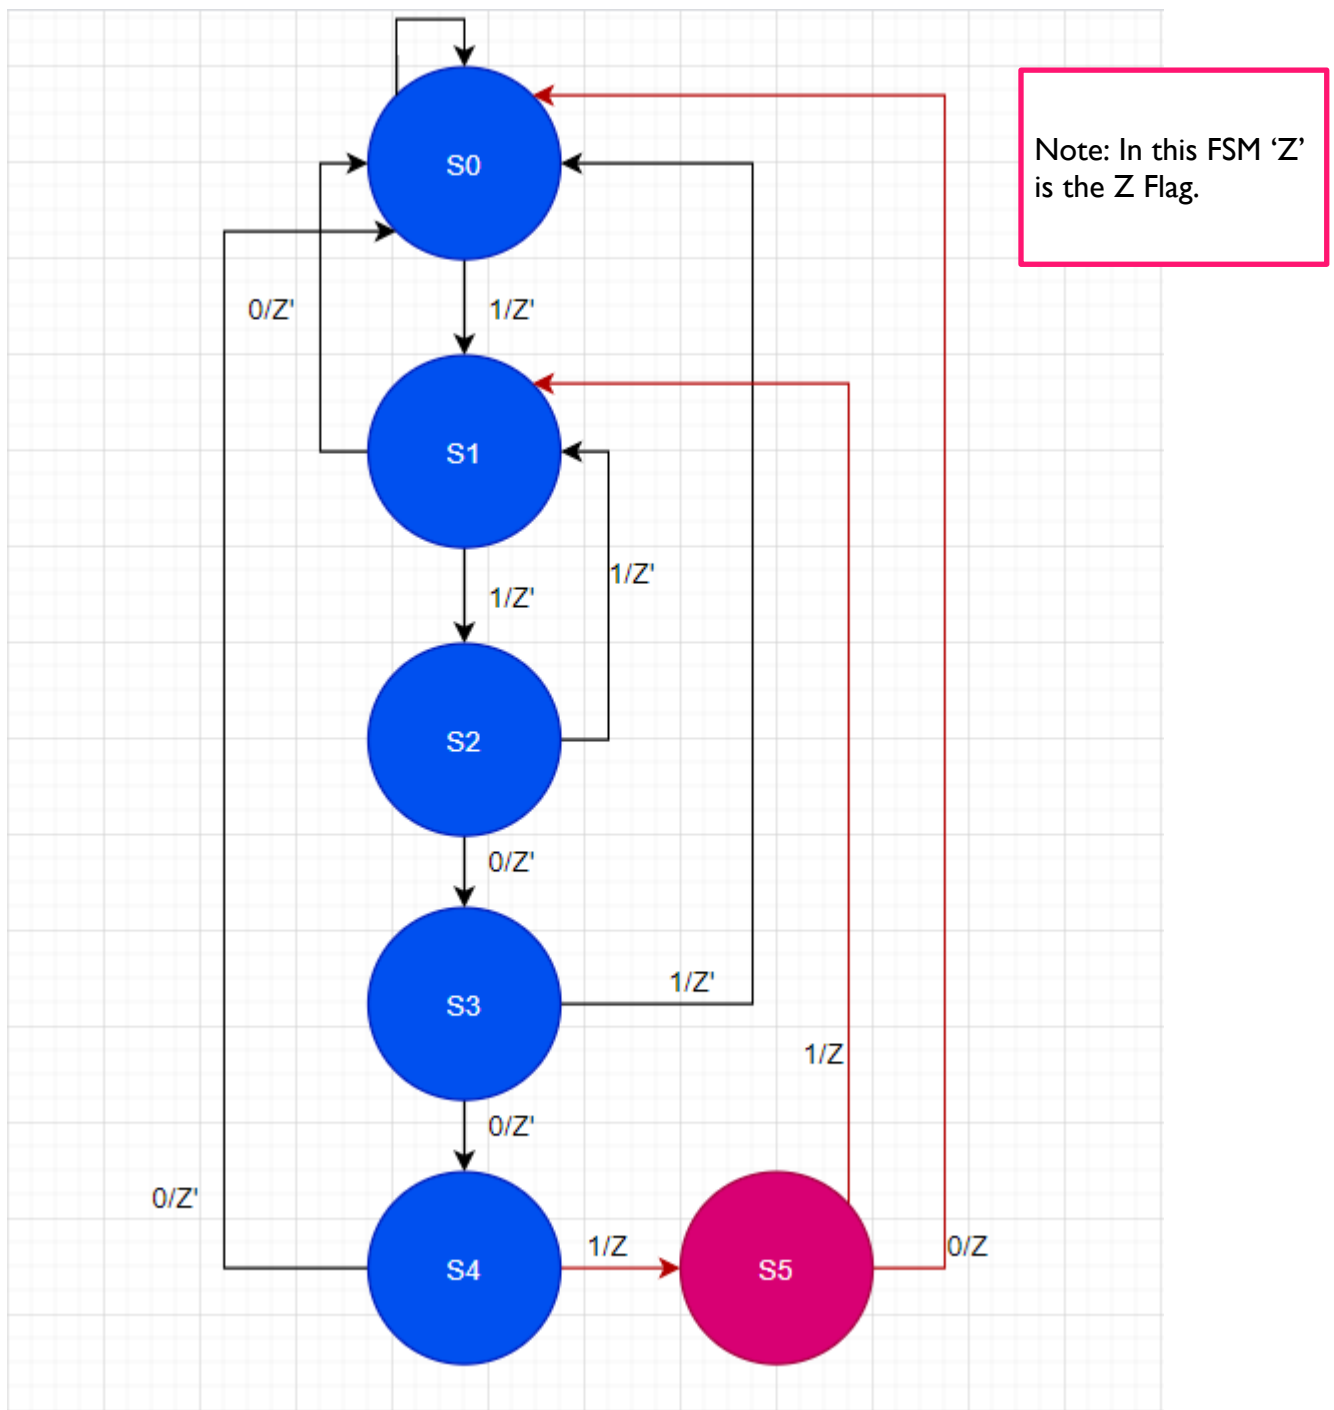 S0
Note: In this FSM ‘Z’
is the Z Flag.
0/Z'
1/Z'
S1
1/Z'
1/Z'
S2
0/Z'
S3
1/Z'
1/Z
0/Z'
0/Z'
S4
1/Z
S5
0/Z